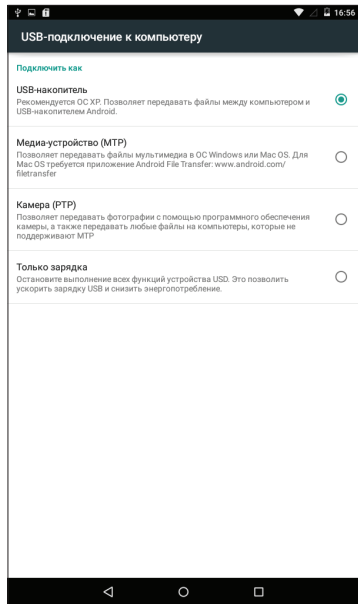 16:56
USB-подключение к компьютеру
Подключить как
USB-накопитель
Рекомендуется ОС XP. Позволяет передавать файлы между компьютером и
USB-накопителем Android.
Медиа-устройство (MTP)
Позволяет передавать файлы мультимедиа в ОС Windows или Mac OS. Для
Mac OS требуется приложение Android File Transfer: www.android.com/
filetransfer
Камера (PTP)
Позволяет передавать фотографии с помощью программного обеспечения
камеры, а также передавать любые файлы на компьютеры, которые не
поддерживают MTP
Только зарядка
Остановите выполнение всех функций устройства USD. Это позволить
ускорить зарядку USB и снизить энергопотребление.